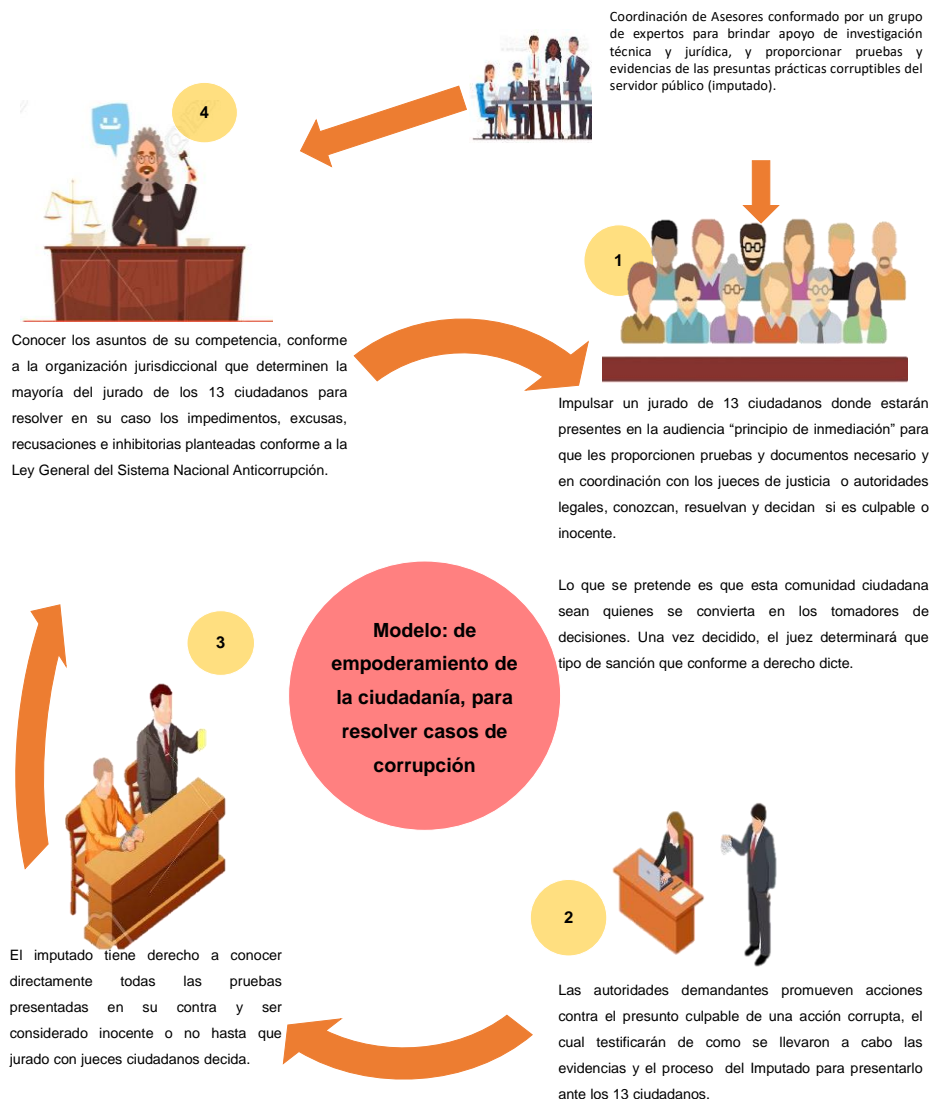 Coordinación de Asesores conformado por un grupo
de expertos para brindar apoyo de investigación
técnica y jurídica, y proporcionar pruebas y
evidencias de las presuntas prácticas corruptibles del
servidor público (imputado).
4
1
Conocer los asuntos de su competencia, conforme
a la organización jurisdiccional que determinen la
mayoría del jurado de los 13 ciudadanos para
resolver en su caso los impedimentos, excusas,
recusaciones e inhibitorias planteadas conforme a la
Ley General del Sistema Nacional Anticorrupción.
Impulsar un jurado de 13 ciudadanos donde estarán
presentes en la audiencia “principio de inmediación” para
que les proporcionen pruebas y documentos necesario y
en coordinación con los jueces de justicia o autoridades
legales, conozcan, resuelvan y decidan si es culpable o
inocente.
Lo que se pretende es que esta comunidad ciudadana
sean quienes se convierta en los tomadores de
decisiones. Una vez decidido, el juez determinará que
tipo de sanción que conforme a derecho dicte.
3
Modelo: de
empoderamiento de
la ciudadanía, para
resolver casos de
corrupción
2
El imputado tiene derecho a conocer
directamente todas las pruebas
presentadas en su contra y ser
considerado inocente o no hasta que
jurado con jueces ciudadanos decida.
Las autoridades demandantes promueven acciones
contra el presunto culpable de una acción corrupta, el
cual testificarán de como se llevaron a cabo las
evidencias y el proceso del Imputado para presentarlo
ante los 13 ciudadanos.